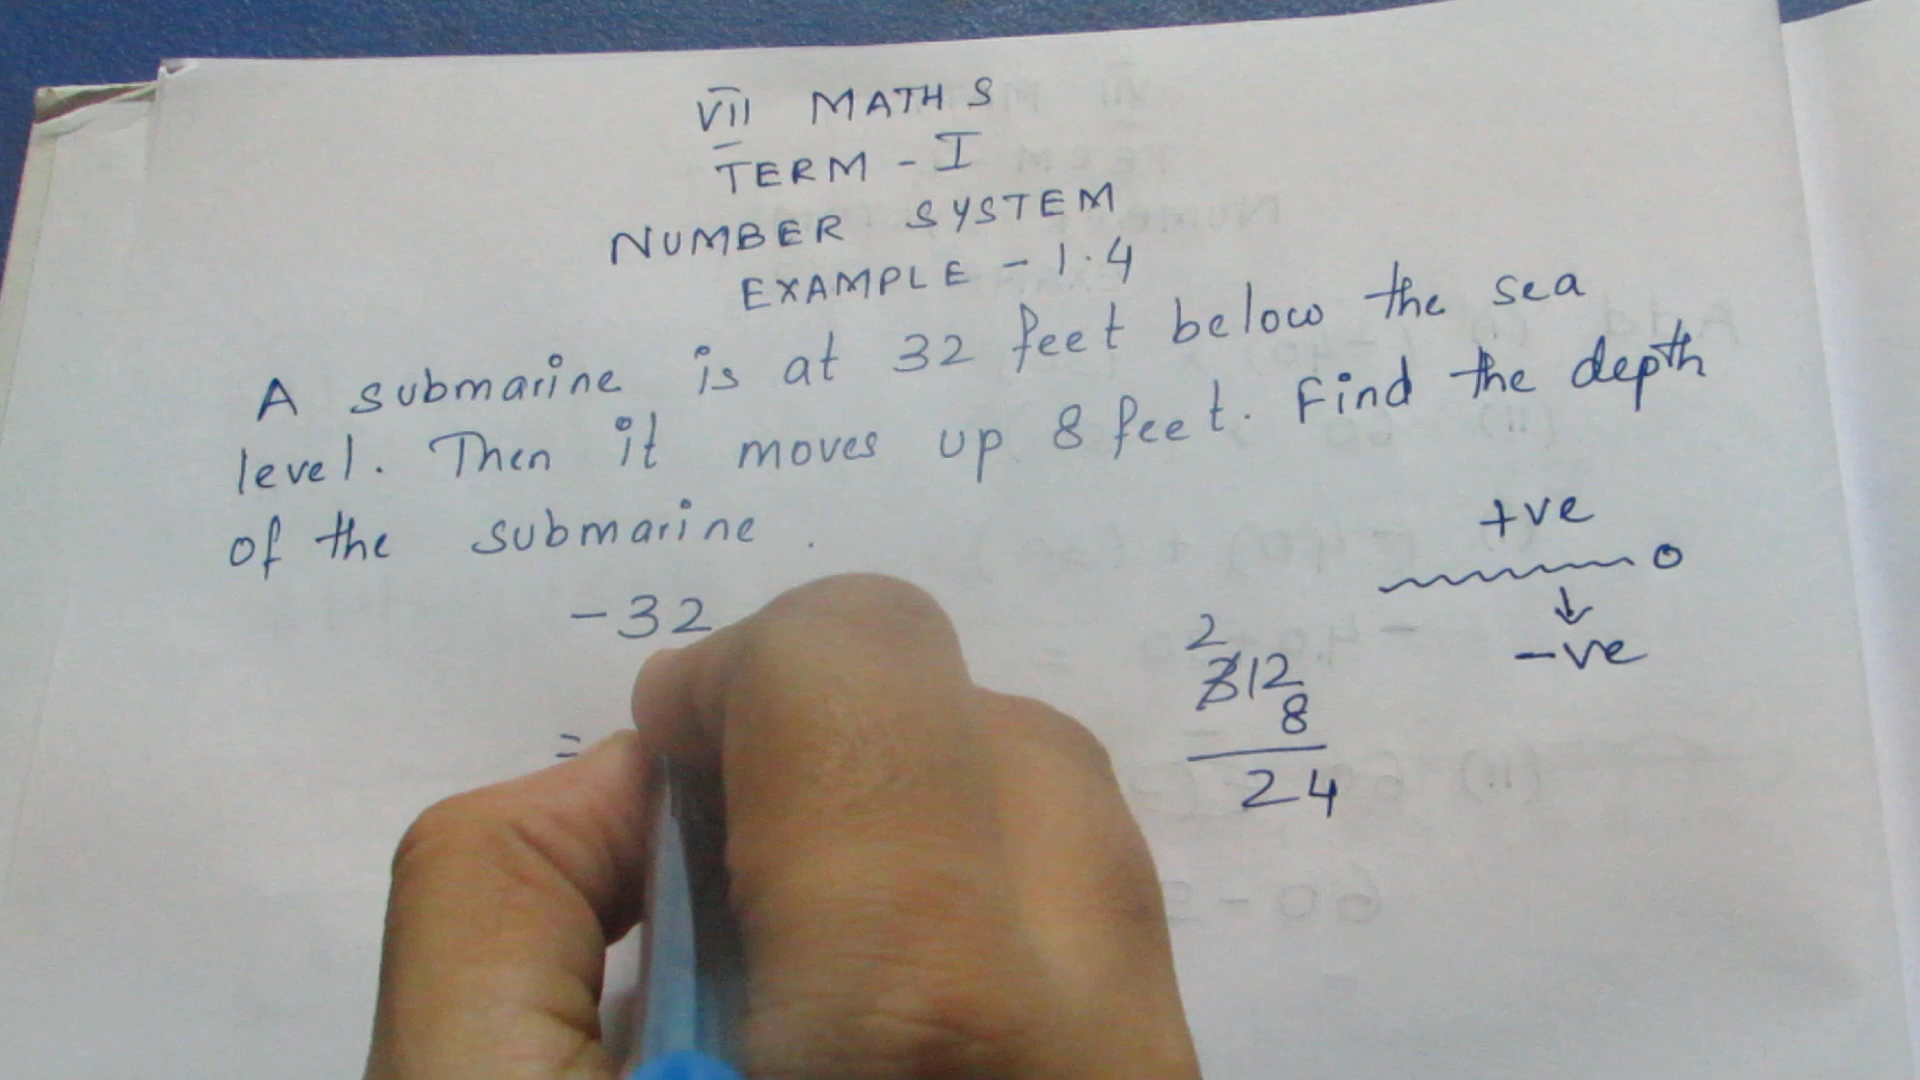 VII MATHS
TERM - I
NUMBER SYSTEM
EXAMPLE - 1.4
A submarine is at 32 feet below the sea
level. Then it moves up 8 feet. Find the depth
of the submarine.
+ve
0
-ve
-32
=
2
312
- 8
24